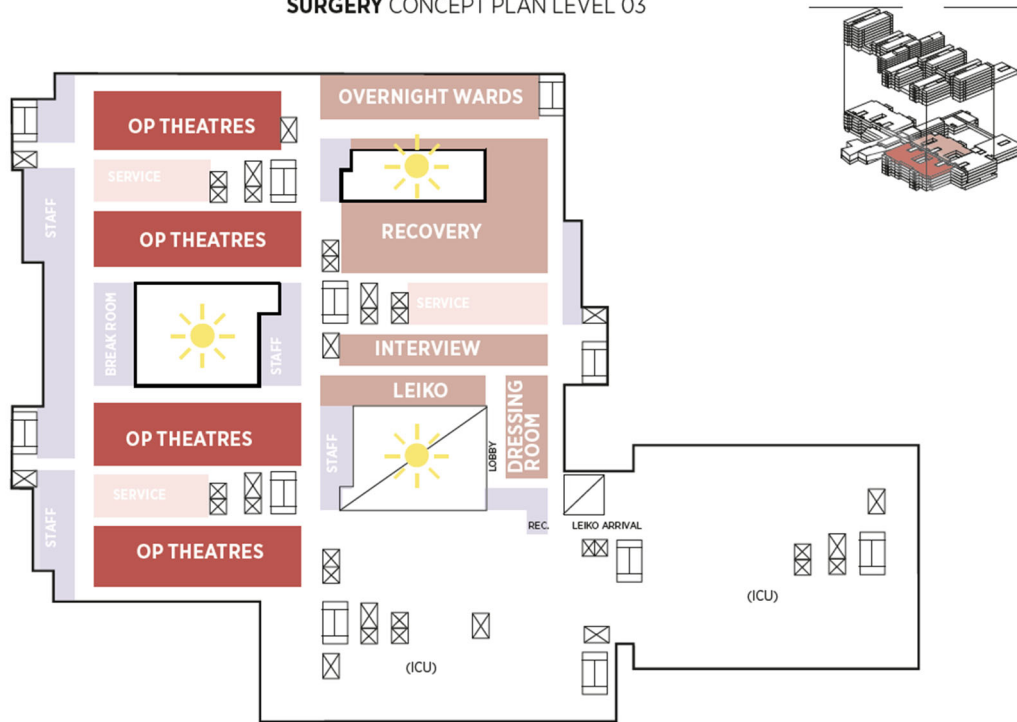 SURGERY CONCEPT PLAN LEVEL 03
OVERNIGHT WARDS
OP THEATRES
SERVICE
STAFF
OP THEATRES
RECOVERY
SERVICE
BREAK ROOM
STAFF
INTERVIEW
LEIKO
DRESSING
ROOM
OP THEATRES
STAFF
LOBBY
SERVICE
STAFF
REC.
LEIKO ARRIVAL
OP THEATRES
(ICU)
(ICU)